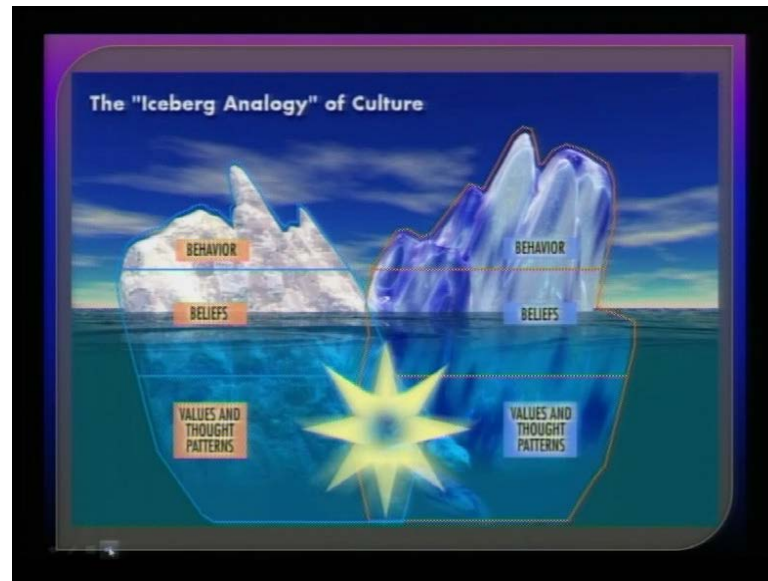 The "Iceberg Analogy" of Culture
BEHAVIOR
BEHAVIOR
BELIEFS
BELIEFS
VALUES AND
THOUGHT
PATTERNS
VALUES AND
THOUGHT
PATTERNS